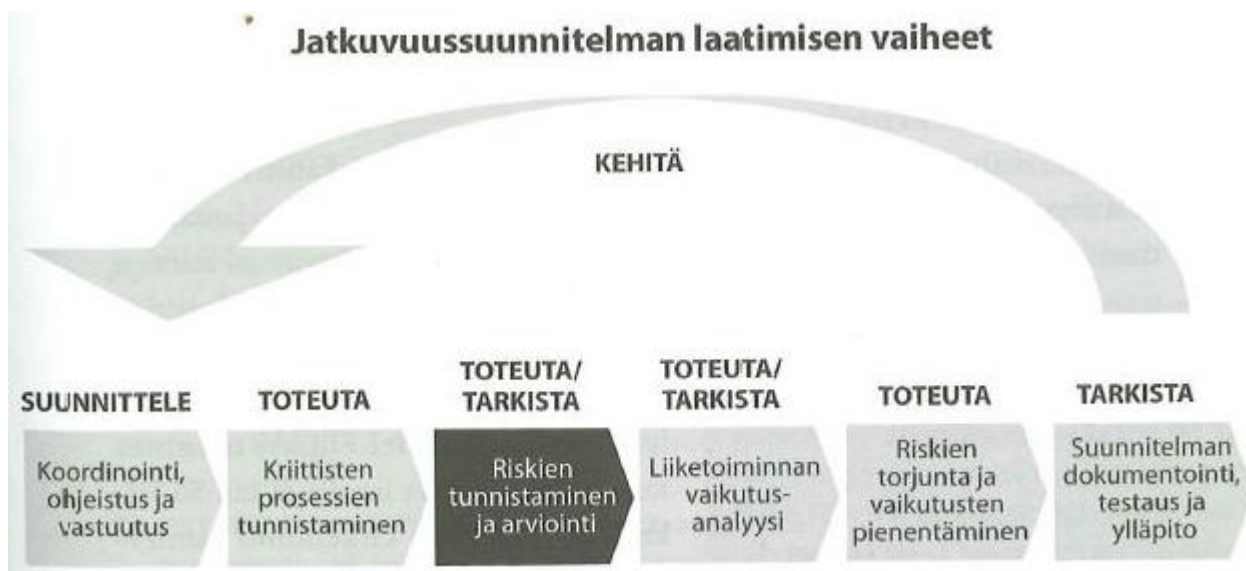 Jatkuvuussuunnitelman laatimisen vaiheet
KEHITÄ
SUUNNITTELE
Koordinointi,
ohjeistus ja
vastuutus
TOTEUTA
Kriittisten
prosessien
tunnistaminen
TOTEUTA/
TARKISTA
Riskien
tunnistaminen
ja arviointi
TOTEUTA/
TARKISTA
Liiketoiminnan
vaikutus-
analyysi
TOTEUTA
Riskien
torjunta ja
vaikutusten
pienentäminen
TARKISTA
Suunnitelman
dokumentointi,
testaus ja
ylläpito